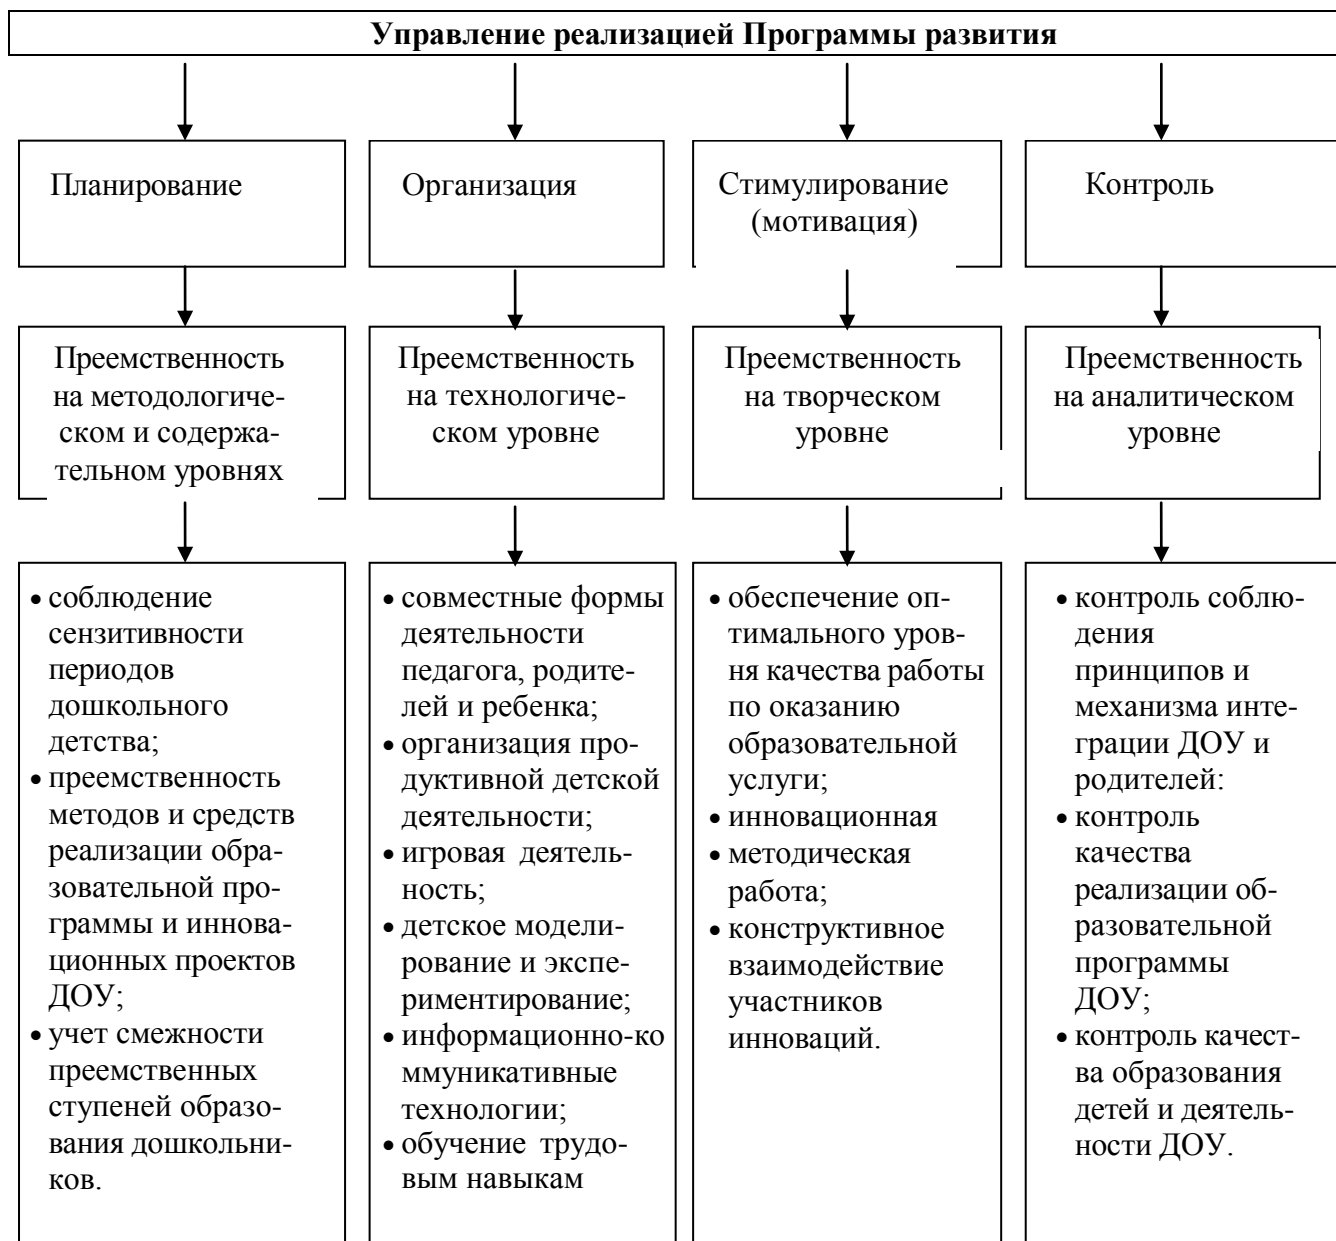 Управление реализацией Программы развития
Планирование
Организация
Стимулирование
(мотивация)
Контроль
Преемственность
на методологиче-
ском и содержа-
тельном уровнях
Преемственность
на технологиче-
ском уровне
Преемственность
на творческом
уровне
Преемственность
на аналитическом
уровне
• соблюдение
сензитивности
периодов
дошкольного
детства;
• преемственность
методов и средств
реализации обра-
зовательной про-
граммы и иннова-
ционных проектов
ДОУ;
• учет смежности
преемственных
ступеней образо-
вания дошкольни-
ков.
• совместные формы
деятельности
педагога, родите-
лей и ребенка;
• организация про-
дуктивной детской
деятельности;
• игровая деятель-
ность;
• детское модели-
рование и экспе-
риментирование;
• информационно-ко
ммуникативные
технологии;
• обучение трудо-
вым навыкам
• обеспечение оп-
тимального уров-
ня качества работы
по оказанию
образовательной
услуги;
• инновационная
• методическая
работа;
• конструктивное
взаимодействие
участников
инноваций.
• контроль соблю-
дения
принципов и
механизма инте-
грации ДОУ и
родителей:
• контроль
качества
реализации об-
разовательной
программы
ДОУ;
• контроль качест-
ва образования
детей и деятель-
ности ДОУ.